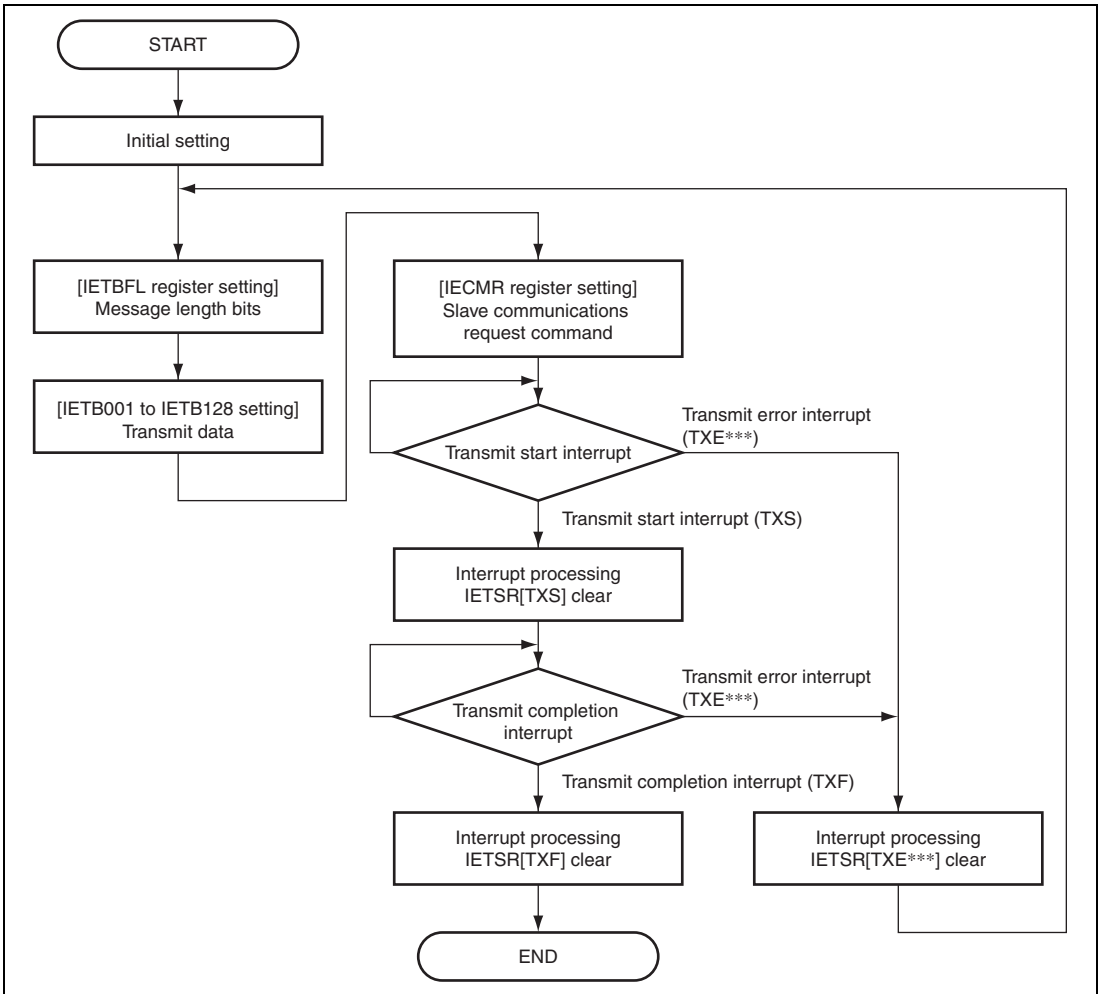 START
Initial setting
[IETBFL register setting]
Message length bits
[IETB001 to IETB128 setting]
Transmit data
[IECMR register setting]
Slave communications
request command
Transmit start interrupt
Transmit error interrupt
(TXE***)
Transmit start interrupt (TXS)
Interrupt processing
IETSR[TXS] clear
Transmit completion
interrupt
Transmit error interrupt
(TXE***)
Transmit completion interrupt (TXF)
Interrupt processing
IETSR[TXF] clear
Interrupt processing
IETSR[TXE***] clear
END